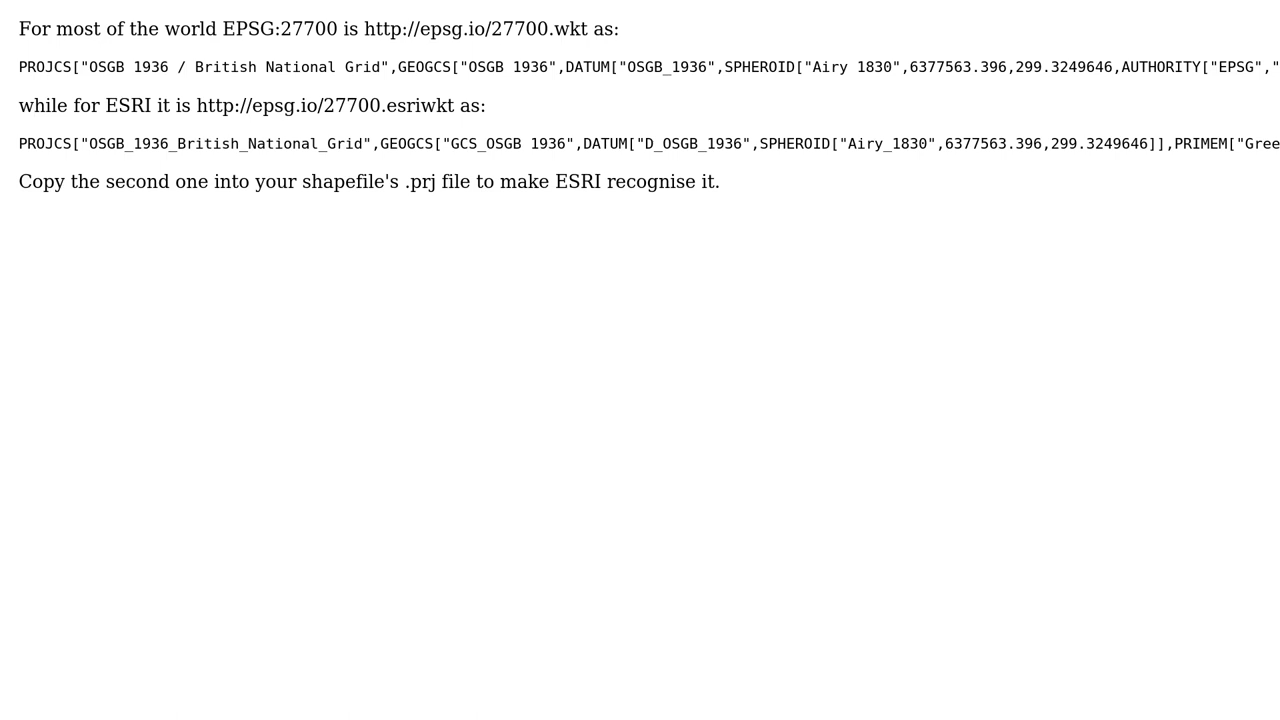 For most of the world EPSG:27700 is http://epsg.io/27700.wkt as:
PROJCS["OSGB 1936 / British National Grid",GEOGCS["OSGB 1936",DATUM["OSGB_1936",SPHEROID["Airy 1830",6377563.396,299.3249646,AUTHORITY["EPSG","
while for ESRI it is http://epsg.io/27700.esriwkt as:
PROJCS["OSGB_1936_British_National_Grid",GEOGCS["GCS_OSGB 1936",DATUM["D_OSGB_1936",SPHEROID["Airy_1830",6377563.396,299.3249646]],PRIMEM["Gree
Copy the second one into your shapefile's .prj file to make ESRI recognise it.